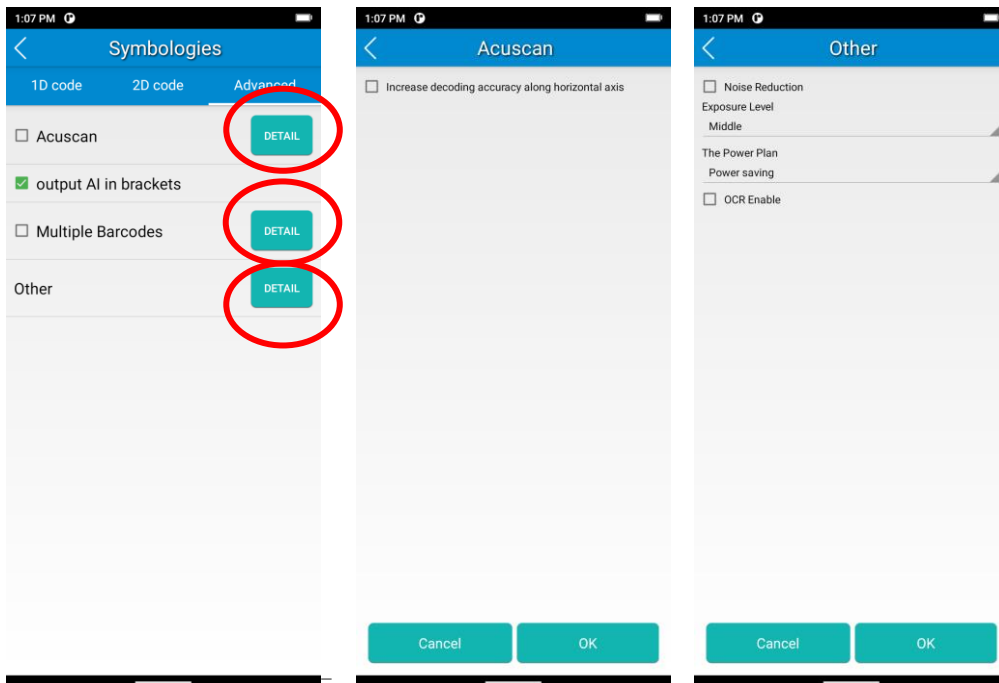 1:07 PM
Symbologies
1D code 2D code Advanced
Acuscan DETAIL
output AI in brackets
Multiple Barcodes DETAIL
Other DETAIL
1:07 PM
Acuscan
Increase decoding accuracy along horizontal axis
Cancel OK
1:07 PM
Other
Noise Reduction
Exposure Level
Middle
The Power Plan
Power saving
OCR Enable
Cancel OK